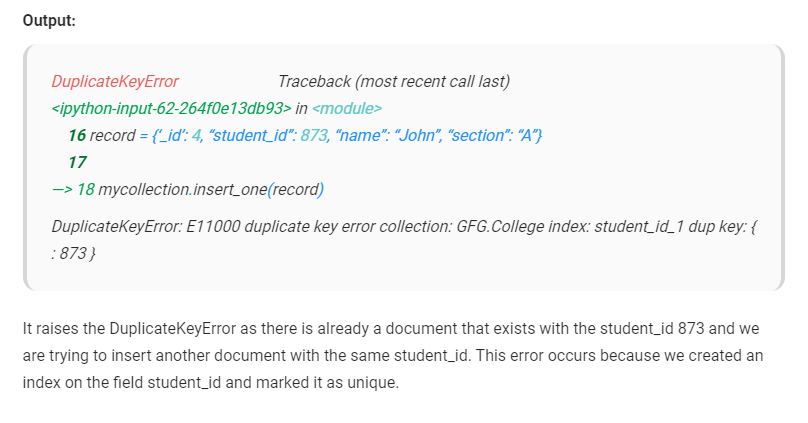 Output:
DuplicateKeyError Traceback (most recent call last)
<ipython-input-62-264f0e13db93> in <module>
16 record = {‘_id’: 4, “student_id”: 873, “name”: “John”, “section”: “A”}
17
—> 18 mycollection.insert_one(record)
DuplicateKeyError: E11000 duplicate key error collection: GFG.College index: student_id_1 dup key: {
: 873 }
It raises the DuplicateKeyError as there is already a document that exists with the student_id 873 and we
are trying to insert another document with the same student_id. This error occurs because we created an
index on the field student_id and marked it as unique.